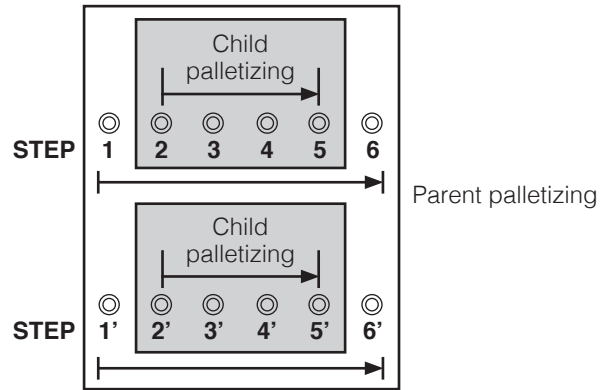 Child
palletizing
STEP 1 2 3 4 5 6
Parent palletizing
Child
palletizing
STEP 1’ 2’ 3’ 4’ 5’ 6’